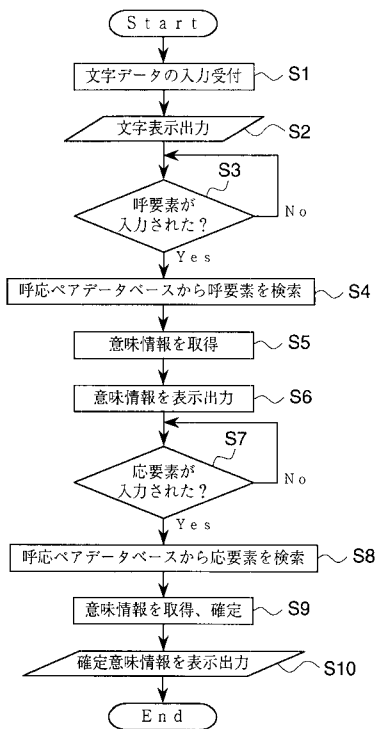 Start
文字データの入力受付
S1
文字表示出力
S2
S3
呼要素が
入力された?
No
Yes
呼応ペアデータベースから呼要素を検索
S4
意味情報を取得
S5
意味情報を表示出力
S6
S7
応要素が
入力された?
No
Yes
呼応ペアデータベースから応要素を検索
S8
意味情報を取得、確定
S9
確定意味情報を表示出力
S10
End